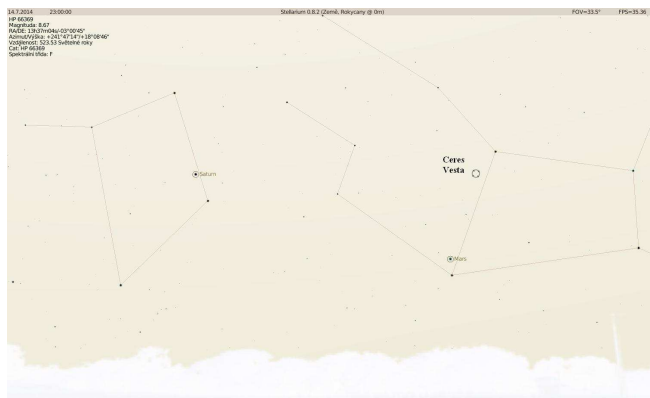 14.7.2014 23:00:00 Stellarium 0.8.2 (Země, Rokycany @ 0m) FOV=33.5° FPS=35.36
HP 66369
Magnituda: 8.67
RA/DE: 13h37m04s/-03°00'45"
Azimut/Výška: +241°47'14"/+18°08'46"
Vzdálenost: 523.53 Světelné roky
Cat: HP 66369
Spektrální třída: F
Ceres
Vesta
Saturn
Mars